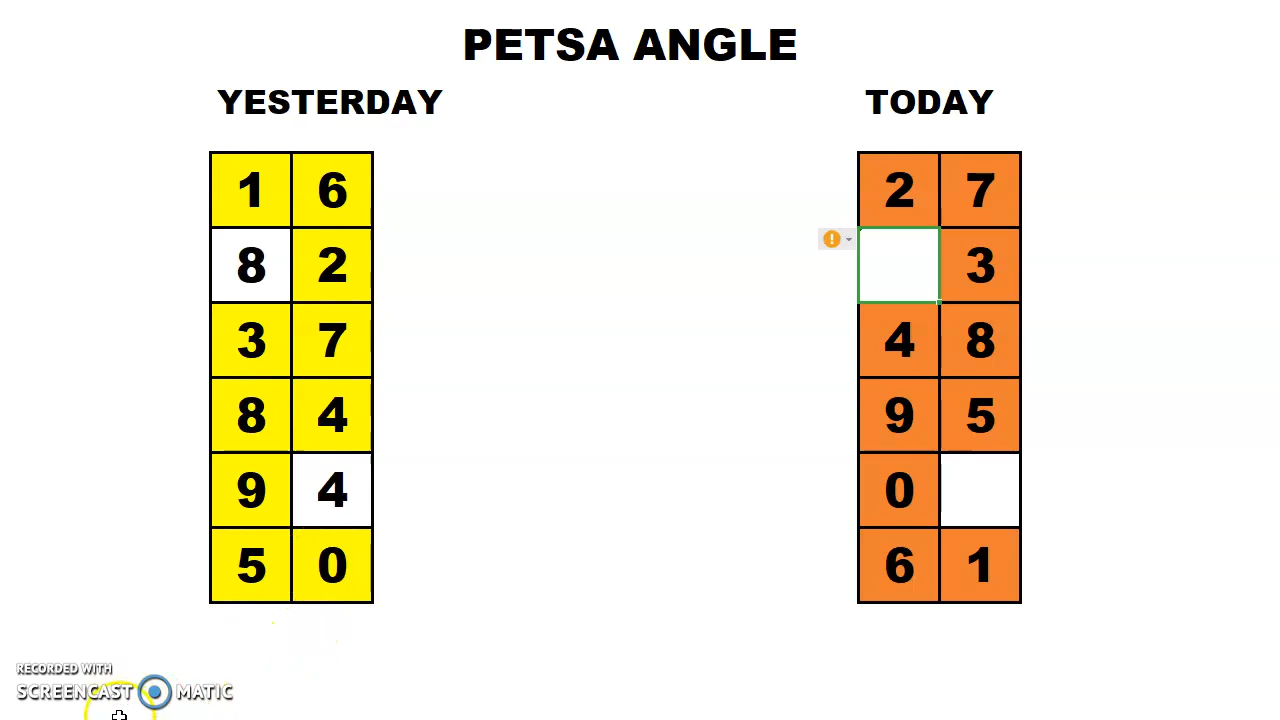 PETSA ANGLE
YESTERDAY
TODAY
1 6
8 2
3 7
8 4
9 4
5 0
2 7
3
4 8
9 5
0
6 1
RECORDED WITH
SCREENCAST MATIC